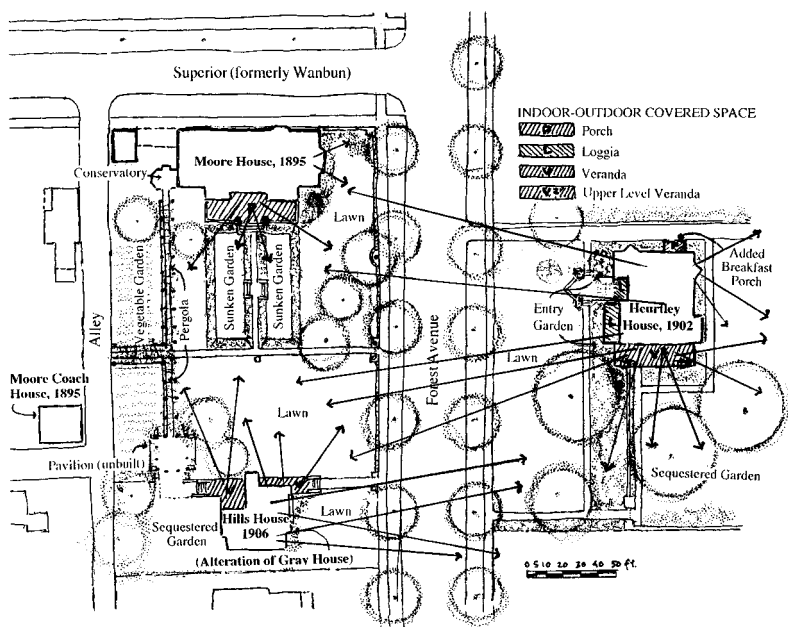 Superior (formerly Wanbun)
INDOOR-OUTDOOR COVERED SPACE
Porch
Loggia
Veranda
Upper Level Veranda
Moore House, 1895
Conservatory
Lawn
Vegetable Garden
Pergola
Sunken Garden
Sunken Garden
Alley
Forest Avenue
Added
Breakfast
Porch
Entry
Garden
Heurtley
House, 1902
Lawn
Moore Coach
House, 1895
Lawn
Pavilion (unbuilt)
Sequestered Garden
Sequestered
Garden
Hills House,
1906
Lawn
(Alteration of Gray House)
0 5 10 20 30 40 50 ft.